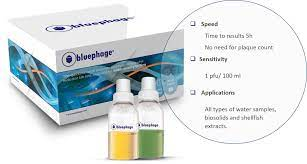 bluephage®
bluephage®
bluephage
Speed
Time to results 5h
No need for plaque count
Sensitivity
1 pfu/ 100 ml
Applications
All types of water samples,
biosolids and shellfish
extracts.